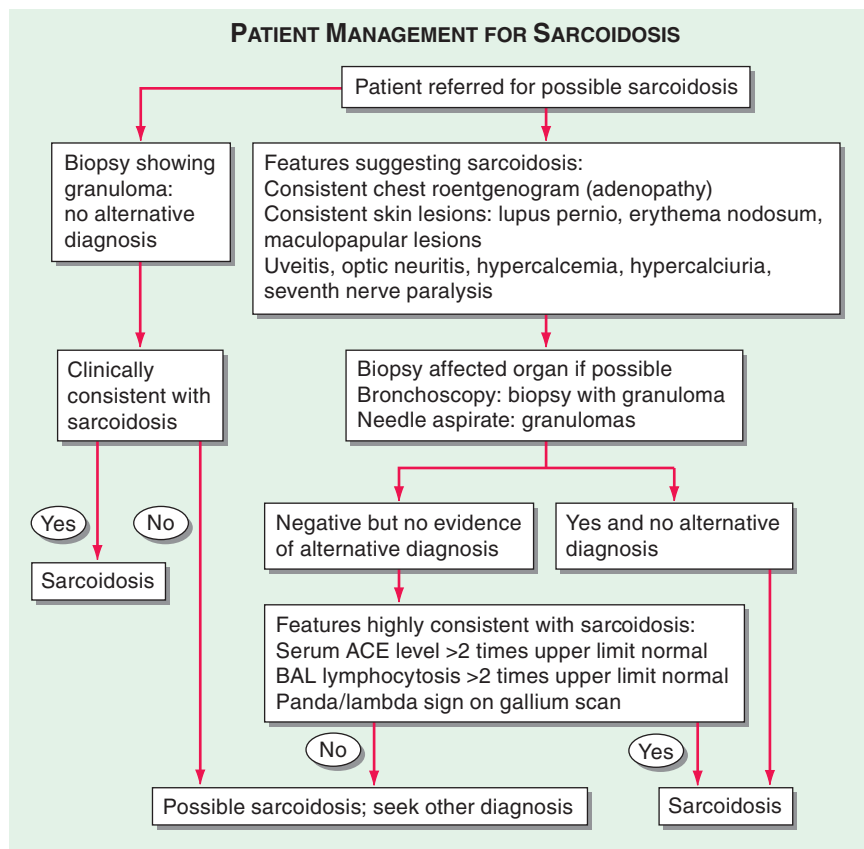 PATIENT MANAGEMENT FOR SARCOIDOSIS
Patient referred for possible sarcoidosis
Biopsy showing
granuloma:
no alternative
diagnosis
Features suggesting sarcoidosis:
Consistent chest roentgenogram (adenopathy)
Consistent skin lesions: lupus pernio, erythema nodosum,
maculopapular lesions
Uveitis, optic neuritis, hypercalcemia, hypercalciuria,
seventh nerve paralysis
Clinically
consistent with
sarcoidosis
Biopsy affected organ if possible
Bronchoscopy: biopsy with granuloma
Needle aspirate: granulomas
Yes
No
Negative but no evidence
of alternative diagnosis
Yes and no alternative
diagnosis
Sarcoidosis
Features highly consistent with sarcoidosis:
Serum ACE level >2 times upper limit normal
BAL lymphocytosis >2 times upper limit normal
Panda/lambda sign on gallium scan
No
Yes
Possible sarcoidosis; seek other diagnosis
Sarcoidosis